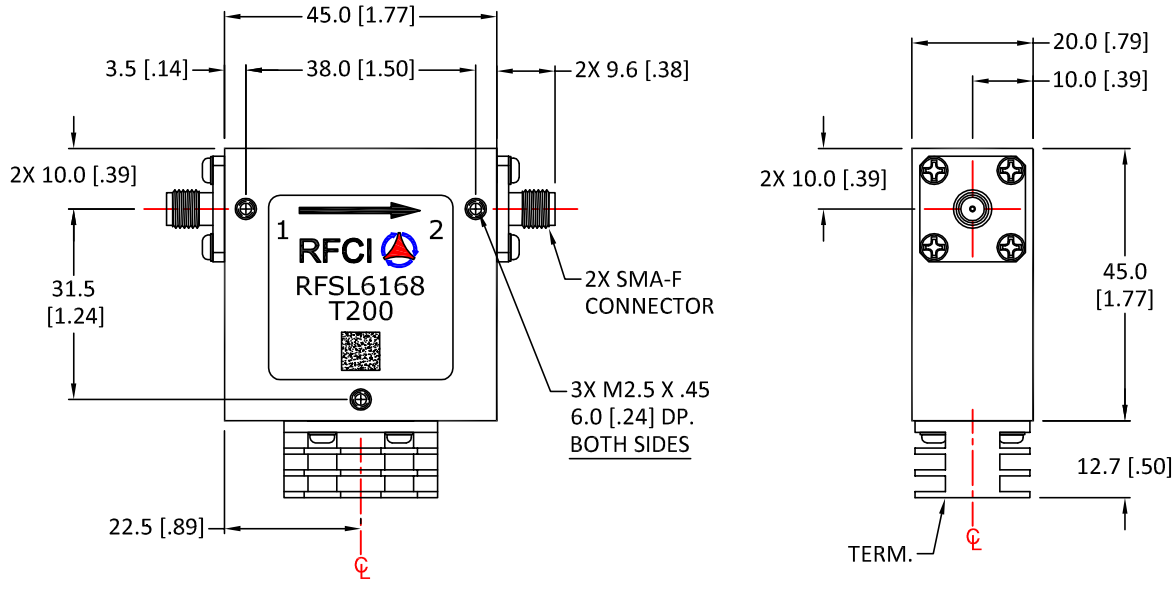 45.0 [1.77]
3.5 [.14]
38.0 [1.50]
2X 9.6 [.38]
2X 10.0 [.39]
1
2
RFCI
RFSL6168
T200
31.5
[1.24]
2X SMA-F
CONNECTOR
3X M2.5 X .45
6.0 [.24] DP.
BOTH SIDES
22.5 [.89]
CL
20.0 [.79]
10.0 [.39]
2X 10.0 [.39]
45.0
[1.77]
12.7 [.50]
TERM.
CL